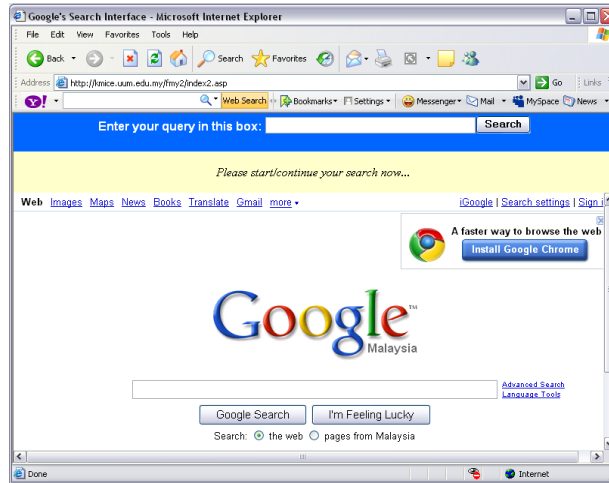 Google's Search Interface - Microsoft Internet Explorer
File Edit View Favorites Tools Help
Back Search Favorites
Address http://kmice.uum.edu.my/fmy2/index2.asp Go Links
Y! Web Search Bookmarks Settings Messenger Mail MySpace News
Enter your query in this box: Search
Please start/continue your search now...
Web Images Maps News Books Translate Gmail more iGoogle | Search settings | Sign i
A faster way to browse the web
Install Google Chrome
Google™
Malaysia
Advanced Search
Language Tools
Google Search I'm Feeling Lucky
Search: the web pages from Malaysia
Done Internet